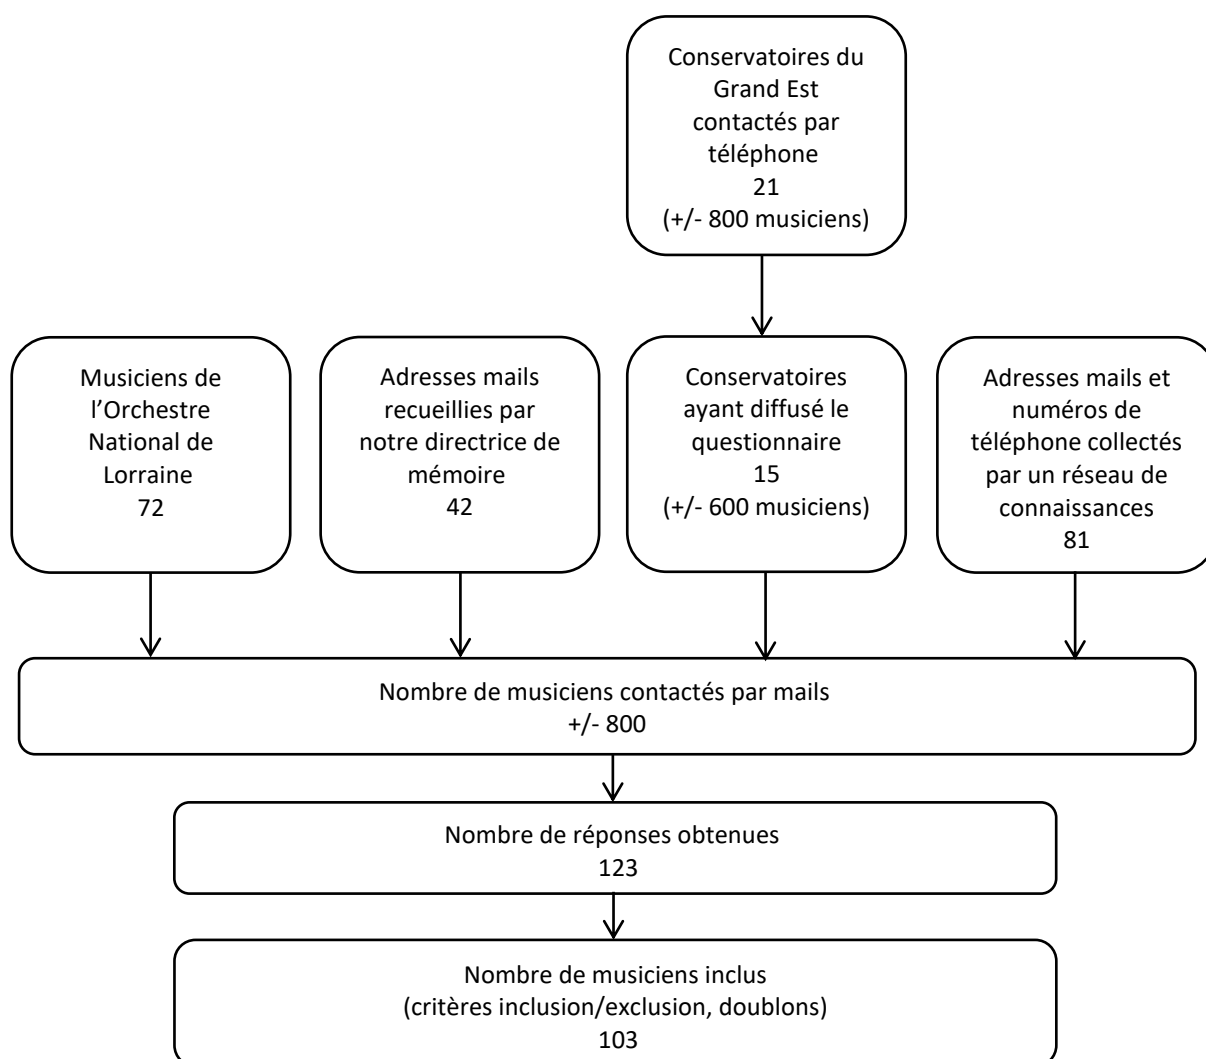 Conservatoires du
Grand Est
contactés par
téléphone
21
(+/- 800 musiciens)
Musiciens de
l’Orchestre
National de
Lorraine
72
Adresses mails
recueillies par
notre directrice de
mémoire
42
Conservatoires
ayant diffusé le
questionnaire
15
(+/- 600 musiciens)
Adresses mails et
numéros de
téléphone collectés
par un réseau de
connaissances
81
Nombre de musiciens contactés par mails
+/- 800
Nombre de réponses obtenues
123
Nombre de musiciens inclus
(critères inclusion/exclusion, doublons)
103